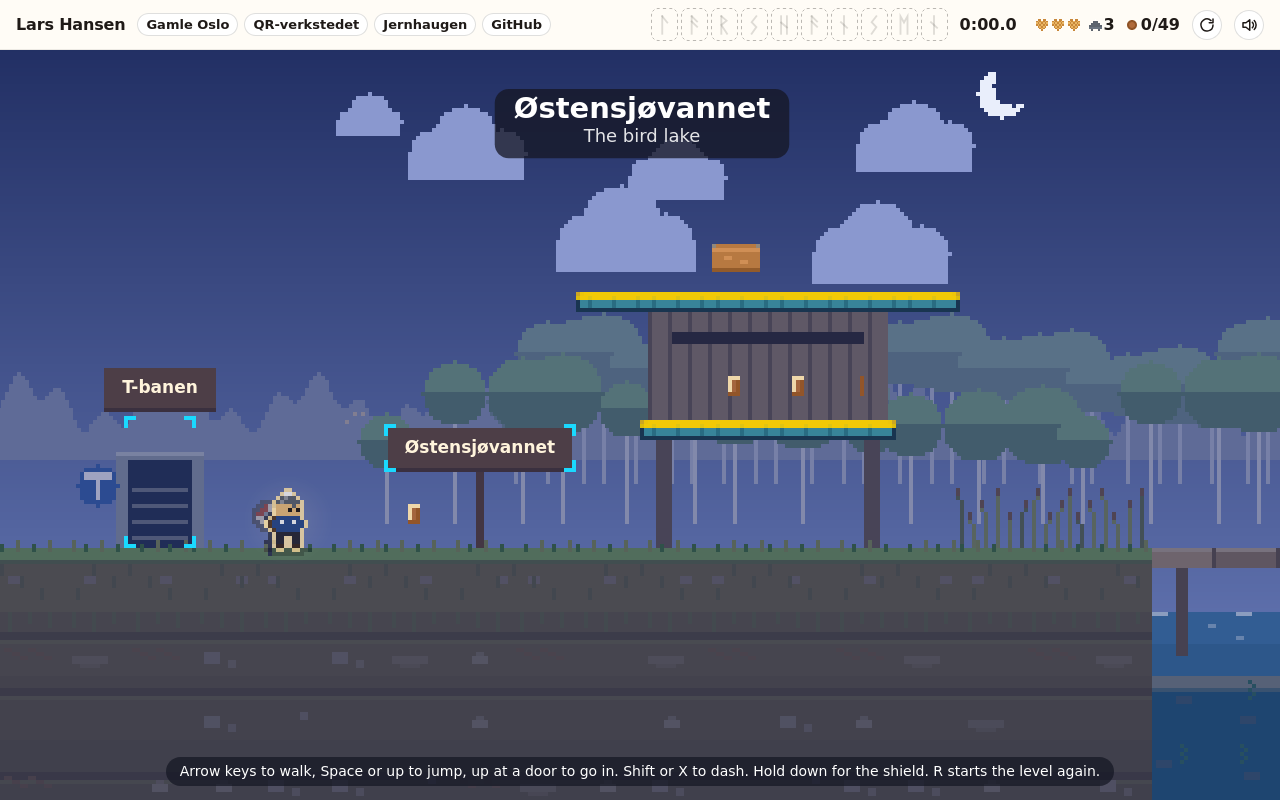 Lars Hansen Gamle Oslo QR-verkstedet Jernhaugen GitHub ᛚ ᚨ ᚱ ᛊ ᚺ ᚨ ᚾ ᛊ ᛖ ᚾ 0:00.0 3 0/49
Østensjøvannet
The bird lake
T-banen
Østensjøvannet
T
Arrow keys to walk, Space or up to jump, up at a door to go in. Shift or X to dash. Hold down for the shield. R starts the level again.